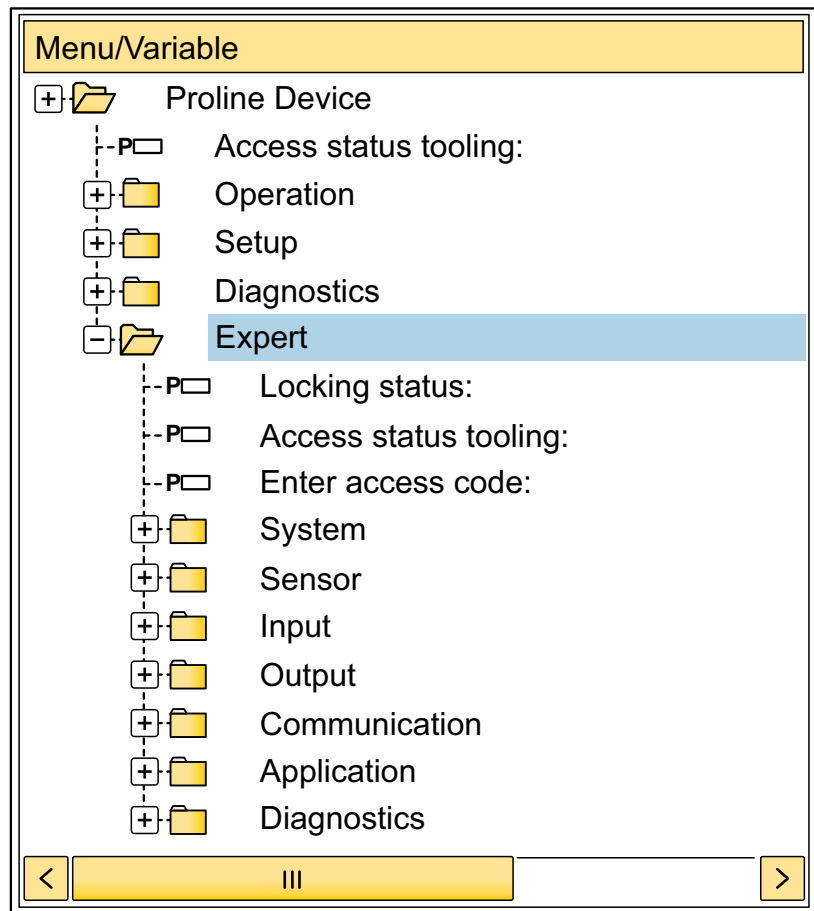 Menu/Variable
Proline Device
P Access status tooling:
Operation
Setup
Diagnostics
Expert
P Locking status:
P Access status tooling:
P Enter access code:
System
Sensor
Input
Output
Communication
Application
Diagnostics